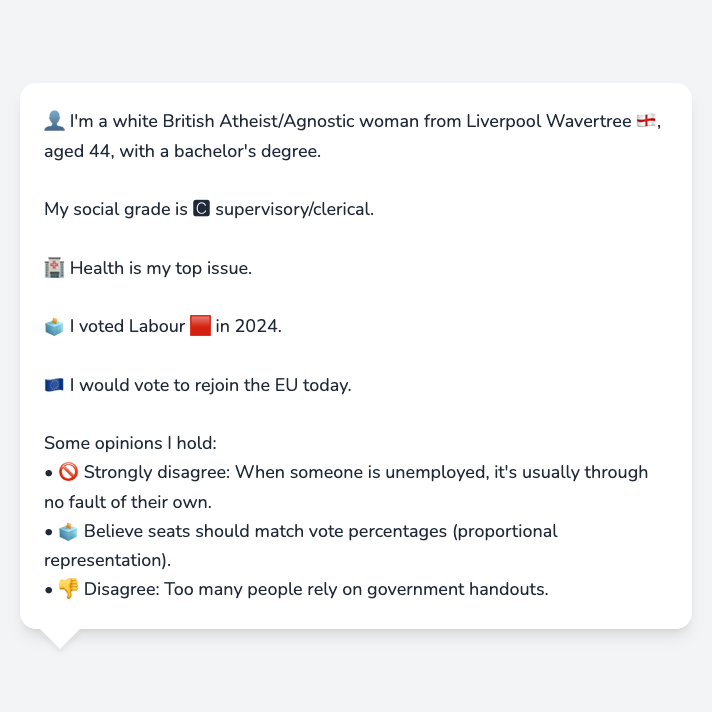 👤 I'm a white British Atheist/Agnostic woman from Liverpool Wavertree 🏴󠁧󠁢󠁥󠁮󠁧󠁿,
aged 44, with a bachelor's degree.
My social grade is 🅲 supervisory/clerical.
🏥 Health is my top issue.
🗳️ I voted Labour 🟥 in 2024.
🇪🇺 I would vote to rejoin the EU today.
Some opinions I hold:
• 🚫 Strongly disagree: When someone is unemployed, it's usually through
no fault of their own.
• 🗳️ Believe seats should match vote percentages (proportional
representation).
• 👎 Disagree: Too many people rely on government handouts.